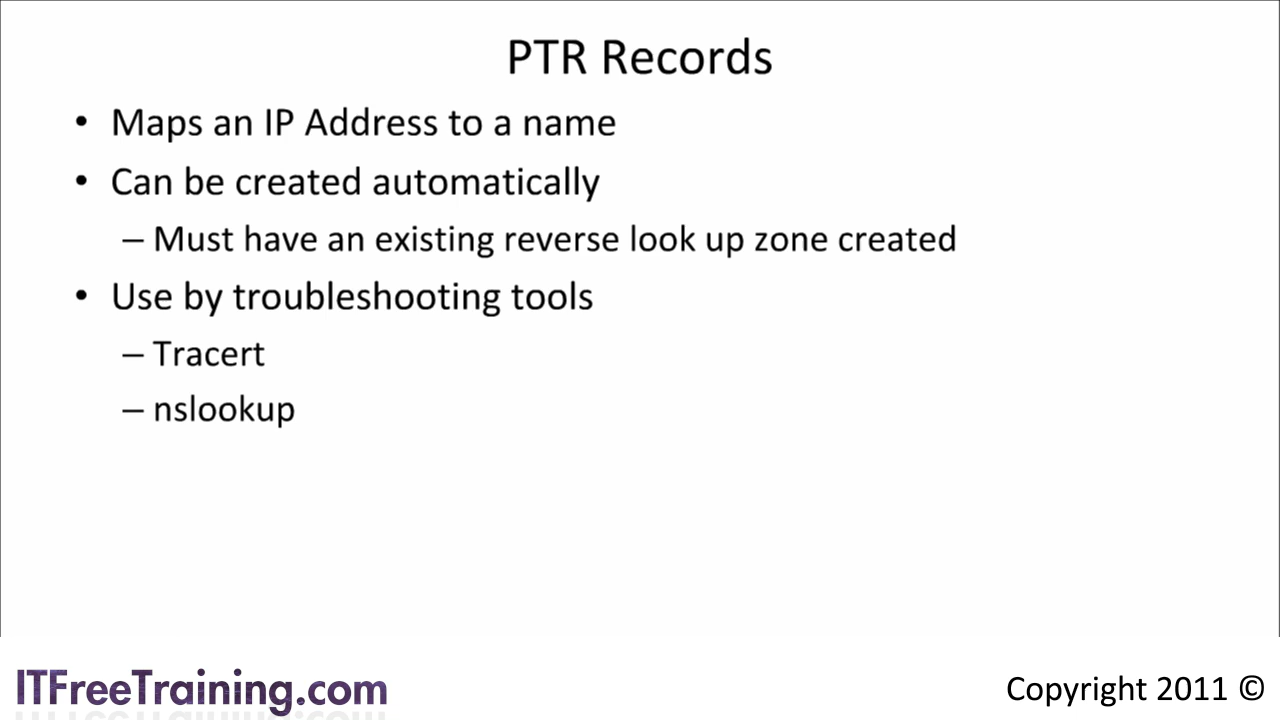 PTR Records
• Maps an IP Address to a name
• Can be created automatically
– Must have an existing reverse look up zone created
• Use by troubleshooting tools
– Tracert
– nslookup
ITFreeTraining.com
Copyright 2011 ©